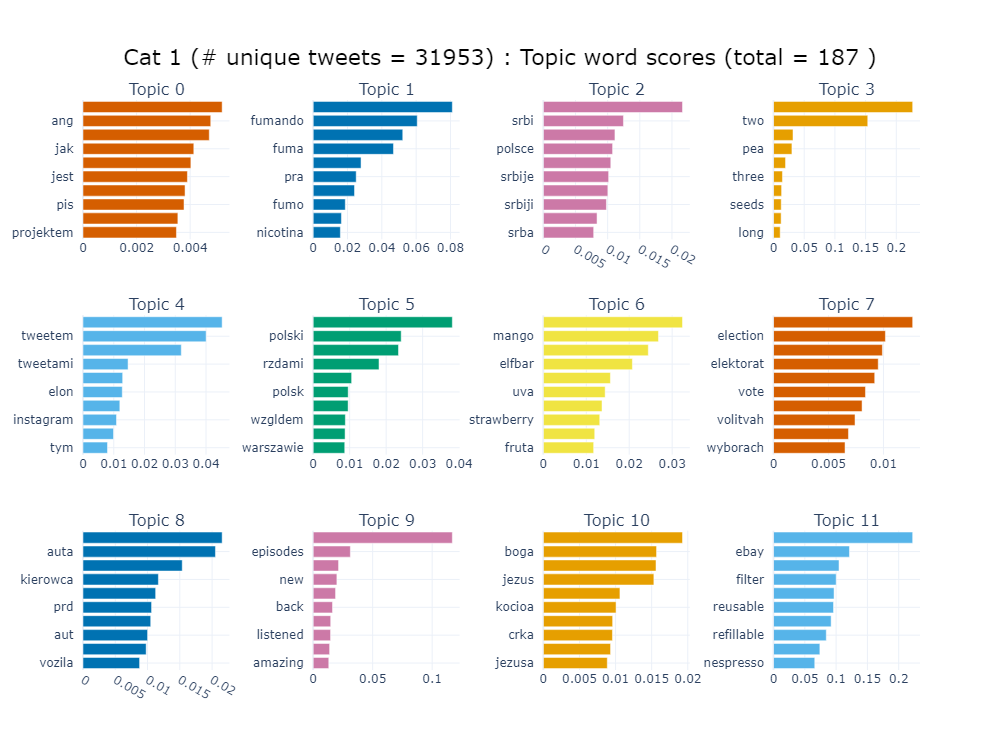 Cat 1 (# unique tweets = 31953) : Topic word scores (total = 187 )
Topic 0
ang
jak
jest
pis
projektem
0 0.002 0.004
Topic 1
fumando
fuma
pra
fumo
nicotina
0 0.02 0.04 0.06 0.08
Topic 2
srbi
polsce
srbije
srbiji
srba
0 0.005 0.01 0.015 0.02
Topic 3
two
pea
three
seeds
long
0 0.05 0.1 0.15 0.2
Topic 4
tweetem
tweetami
elon
instagram
tym
0 0.01 0.02 0.03 0.04
Topic 5
polski
rzdami
polsk
wzgldem
warszawie
0 0.01 0.02 0.03 0.04
Topic 6
mango
elfbar
uva
strawberry
fruta
0 0.01 0.02 0.03
Topic 7
election
elektorat
vote
volitvah
wyborach
0 0.005 0.01
Topic 8
auta
kierowca
prd
aut
vozila
0 0.005 0.01 0.015 0.02
Topic 9
episodes
new
back
listened
amazing
0 0.05 0.1
Topic 10
boga
jezus
kocioa
crka
jezusa
0 0.005 0.01 0.015 0.02
Topic 11
ebay
filter
reusable
refillable
nespresso
0 0.05 0.1 0.15 0.2